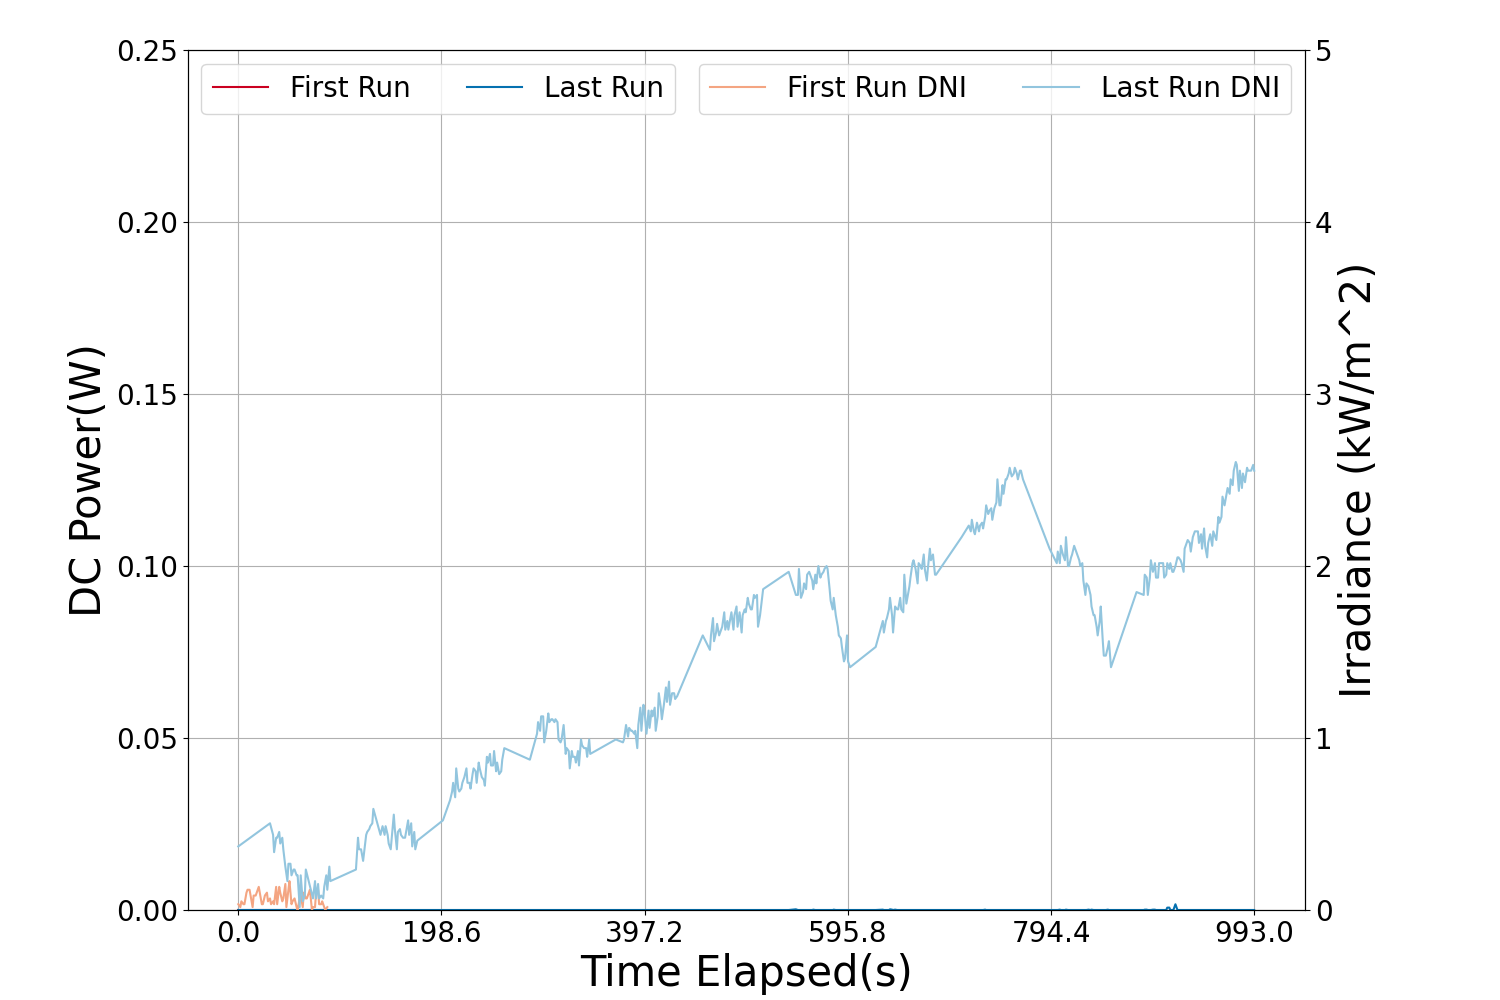 First Run
Last Run
First Run DNI
Last Run DNI
DC Power(W)
0.25
0.20
0.15
0.10
0.05
0.00
5
4
3
2
1
0
Irradiance (kW/m^2)
0.0 198.6 397.2 595.8 794.4 993.0
Time Elapsed(s)